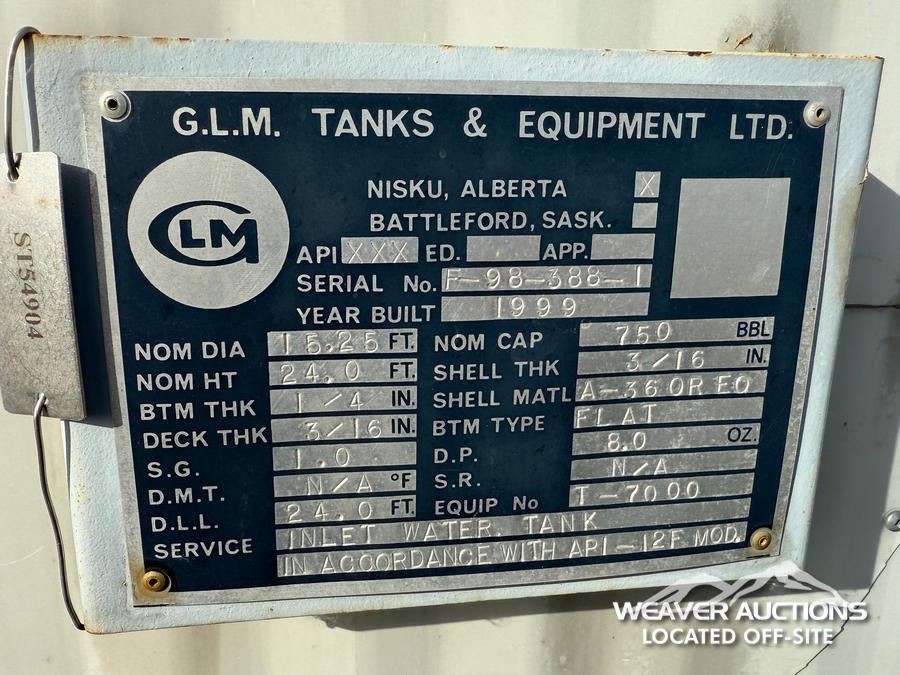 G.L.M. TANKS & EQUIPMENT LTD.
GLM
NISKU, ALBERTA X
BATTLEFORD, SASK.
API XXX ED. APP.
SERIAL No. F-98-388-1
YEAR BUILT 1999
NOM DIA 15.25 FT.
NOM HT 24.0 FT.
BTM THK 1/4 IN.
DECK THK 3/16 IN.
S.G. 1.0
D.M.T. N/A °F
D.L.L. 24.0 FT.
NOM CAP 750 BBL
SHELL THK 3/16 IN.
SHELL MATL A-36 OR EQ
BTM TYPE FLAT
D.P. 8.0 OZ.
S.R. N/A
EQUIP No T-7000
SERVICE INLET WATER. TANK
IN ACCORDANCE WITH API-12F MOD.
ST54904
WEAVER AUCTIONS
LOCATED OFF-SITE